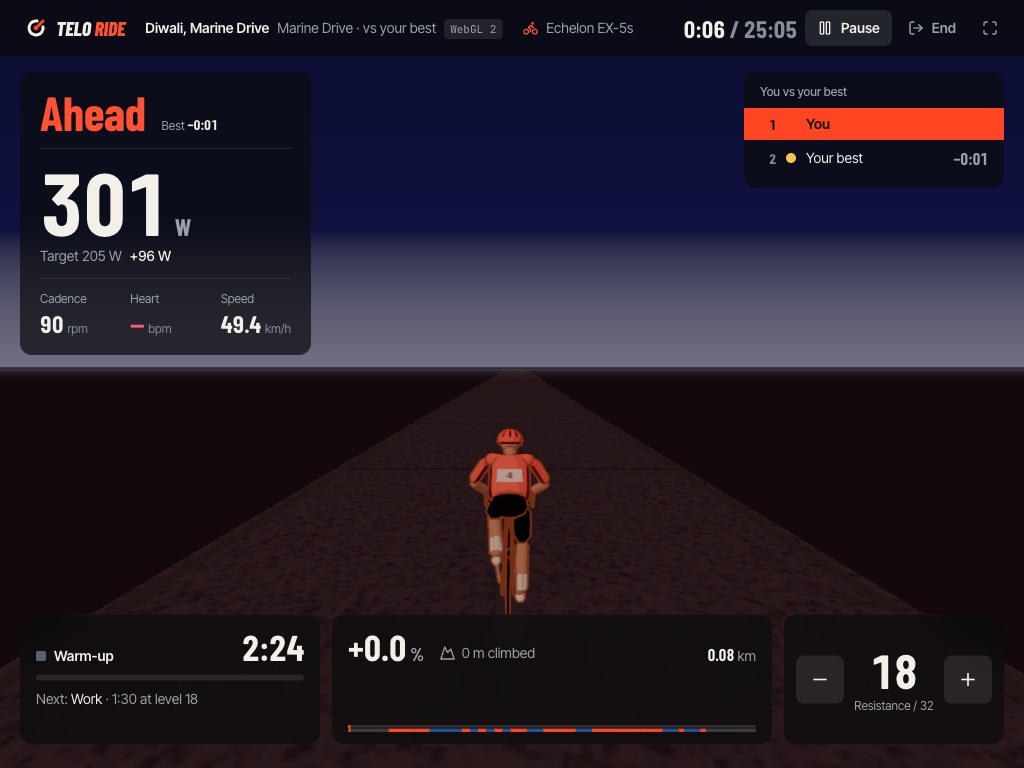 TELO RIDE Diwali, Marine Drive Marine Drive · vs your best WebGL 2 Echelon EX-5s 0:06 / 25:05 Pause End
Ahead Best −0:01
301 W
Target 205 W +96 W
Cadence Heart Speed
90 rpm — bpm 49.4 km/h
You vs your best
1 You
2 Your best −0:01
4
Warm-up 2:24
Next: Work · 1:30 at level 18
+0.0 % 0 m climbed 0.08 km
− 18 +
Resistance / 32